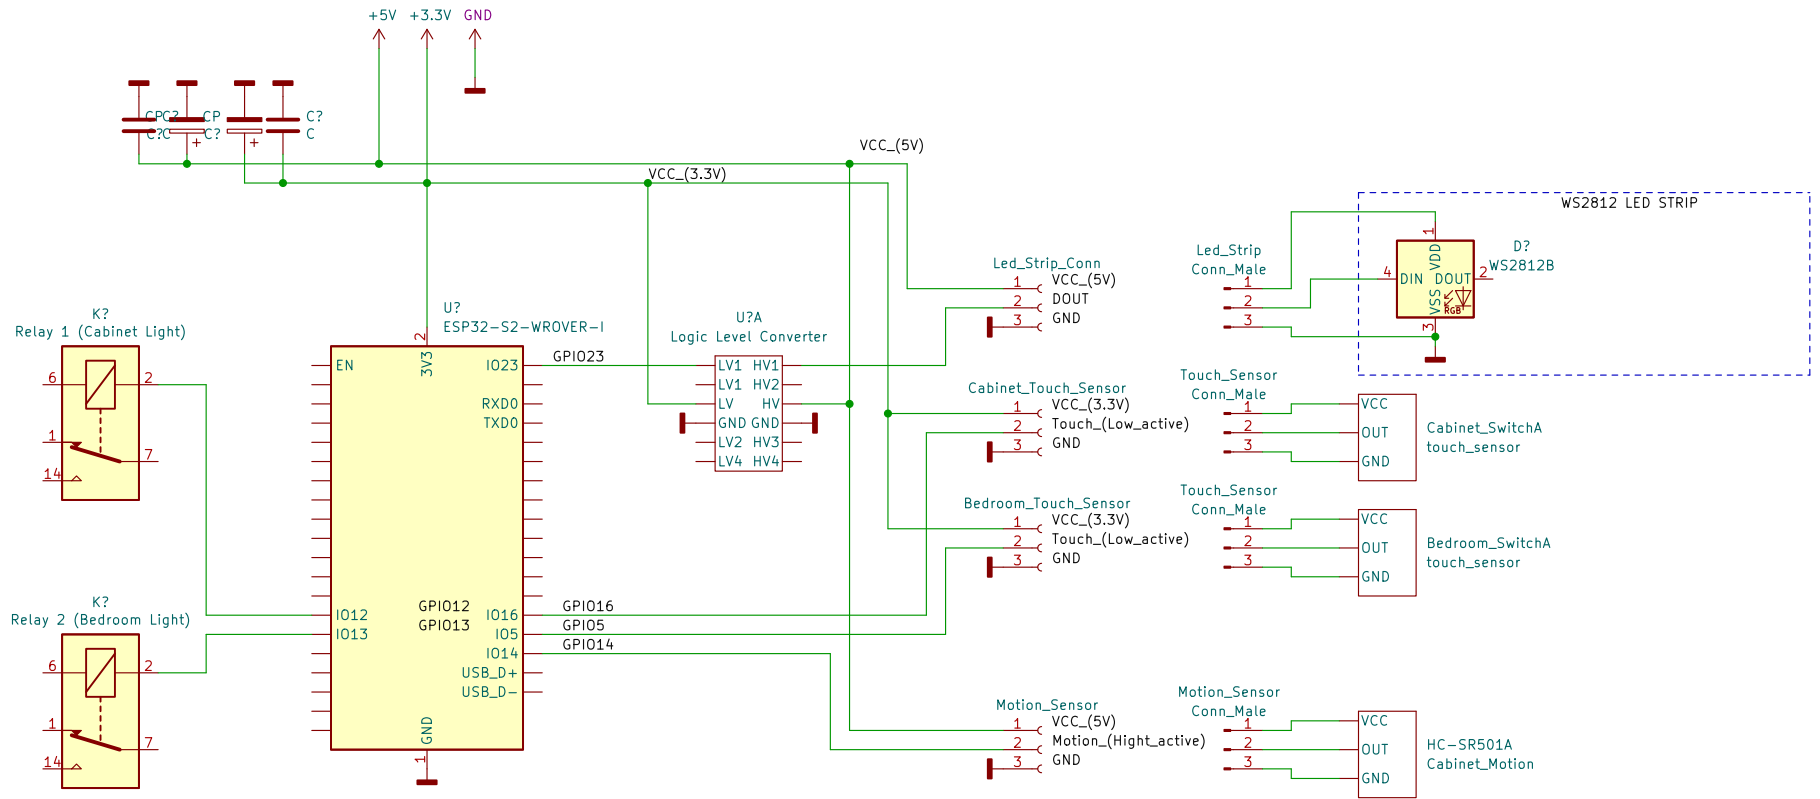 +5V +3.3V GND
CPC? CP C?
C?C C? C
+ +
VCC_(5V)
VCC_(3.3V)
WS2812 LED STRIP
Led_Strip
Conn_Male
1
2
3
D?
WS2812B
1
VDD
4 DIN DOUT 2
VSS
RGB
3
Led_Strip_Conn
1 VCC_(5V)
2 DOUT
3 GND
K?
Relay 1 (Cabinet Light)
6 2
1
7
14
U?
ESP32-S2-WROVER-I
2
3V3
EN IO23 GPIO23
RXD0
TXD0
GPIO12
GPIO13
IO12 IO16 GPIO16
IO13 IO5 GPIO5
IO14 GPIO14
USB_D+
USB_D-
GND
1
U?A
Logic Level Converter
LV1 HV1
LV1 HV2
LV HV
GND GND
LV2 HV3
LV4 HV4
Cabinet_Touch_Sensor
1 VCC_(3.3V)
2 Touch_(Low_active)
3 GND
Touch_Sensor
Conn_Male
1 VCC
2 OUT
3 GND
Cabinet_SwitchA
touch_sensor
Bedroom_Touch_Sensor
1 VCC_(3.3V)
2 Touch_(Low_active)
3 GND
Touch_Sensor
Conn_Male
1 VCC
2 OUT
3 GND
Bedroom_SwitchA
touch_sensor
K?
Relay 2 (Bedroom Light)
6 2
1
7
14
Motion_Sensor
1 VCC_(5V)
2 Motion_(Hight_active)
3 GND
Motion_Sensor
Conn_Male
1 VCC
2 OUT
3 GND
HC-SR501A
Cabinet_Motion